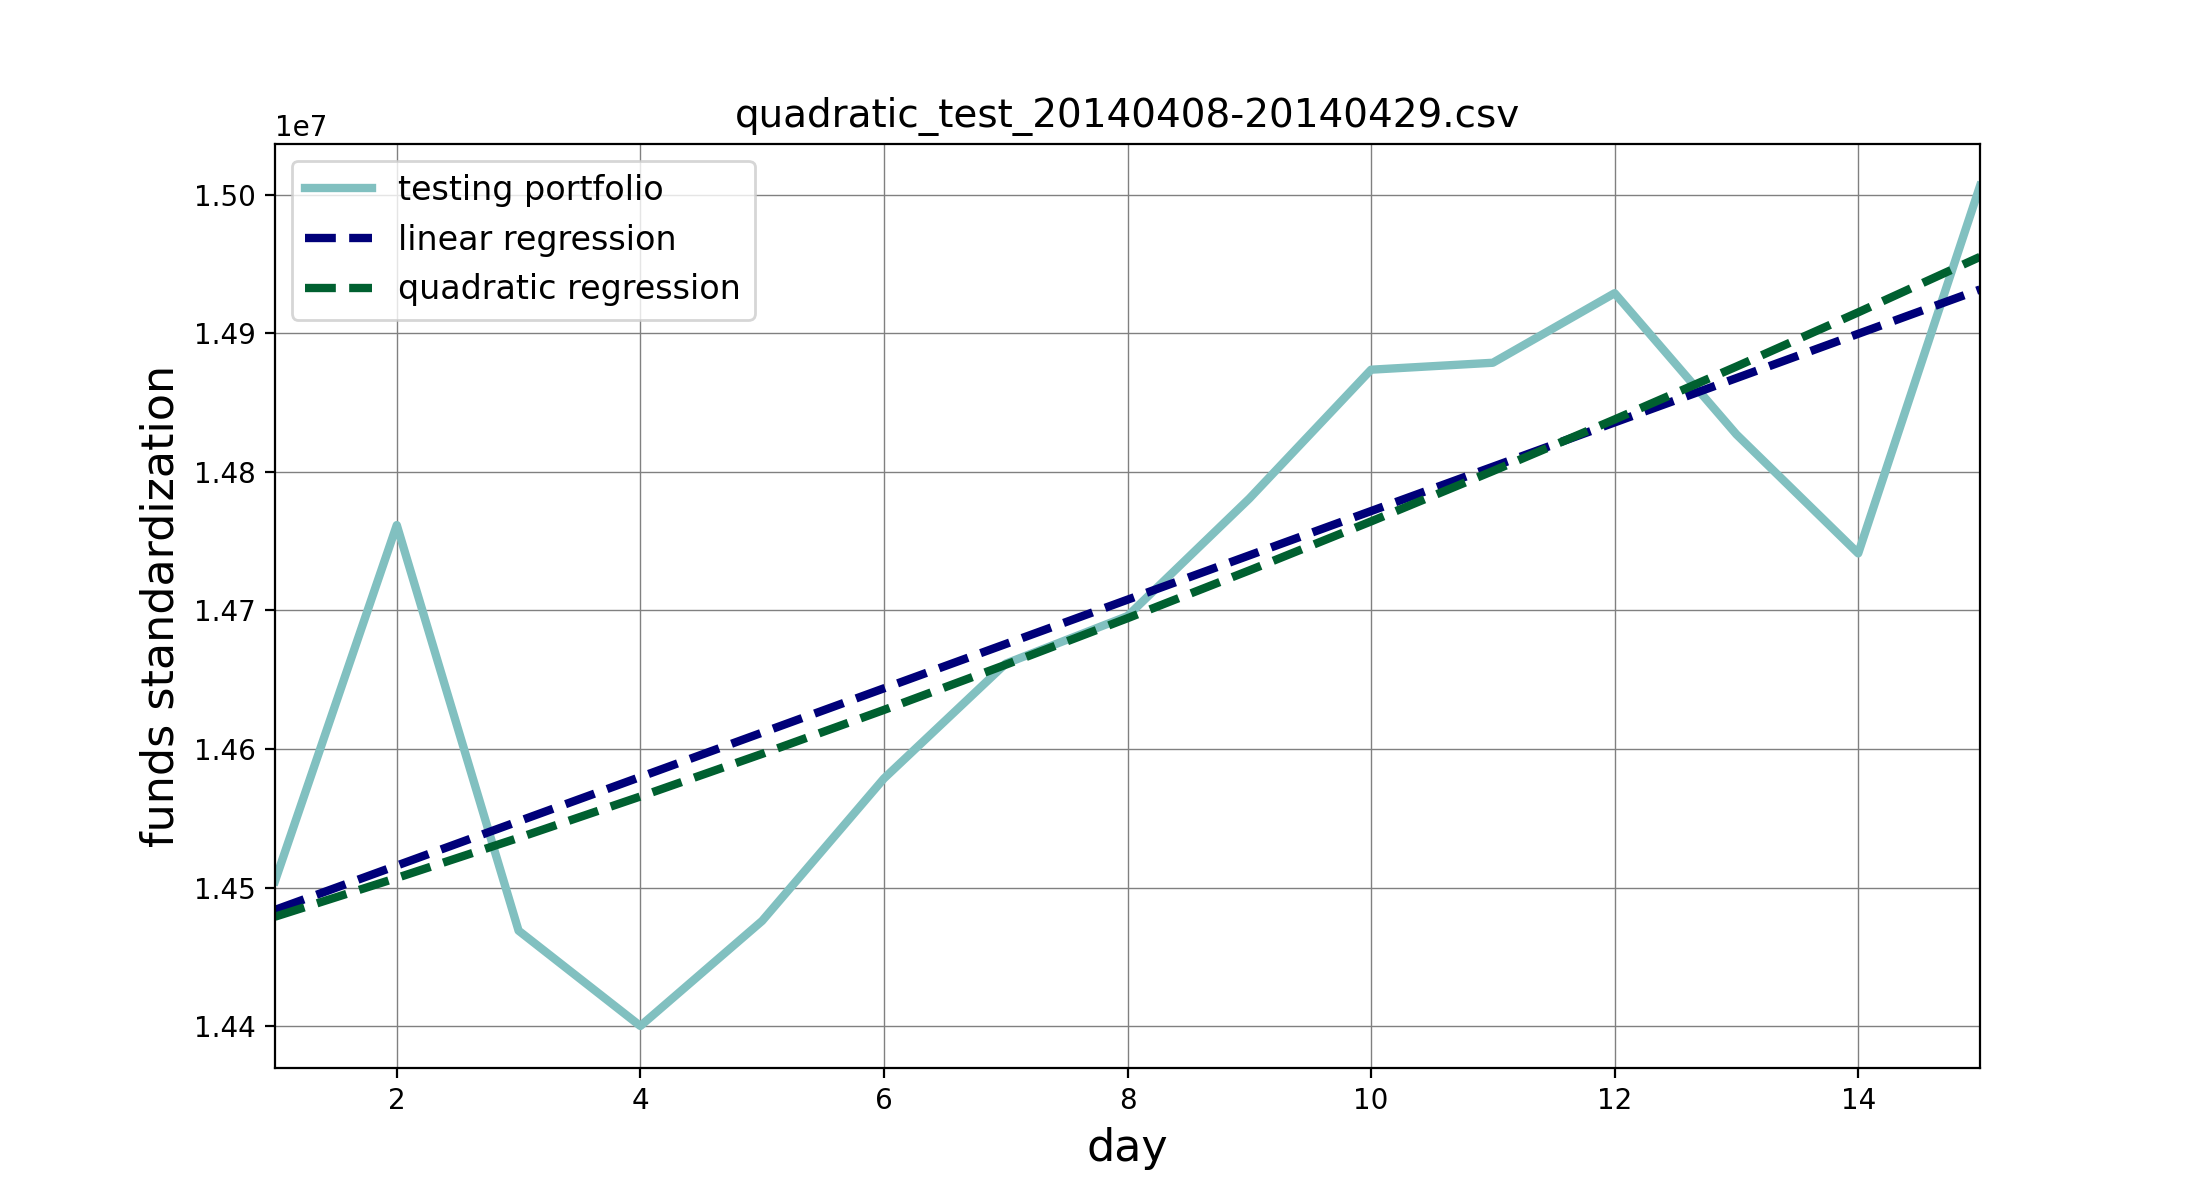 quadratic_test_20140408-20140429.csv
1e7
testing portfolio
linear regression
quadratic regression
1.50
1.49
1.48
1.47
1.46
1.45
1.44
funds standardization
2 4 6 8 10 12 14
day